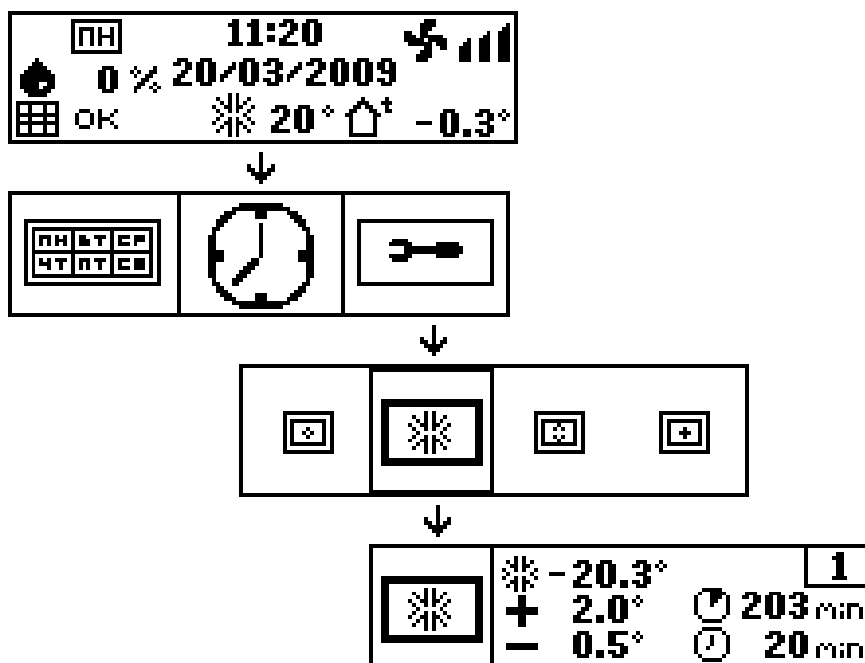 ПН 11:20
0 % 20/03/2009
OK 20° t -0.3°
ПН ВТ СР
ЧТ ПТ СВ
-20.3° 1
+ 2.0° 203 min
- 0.5° 20 min